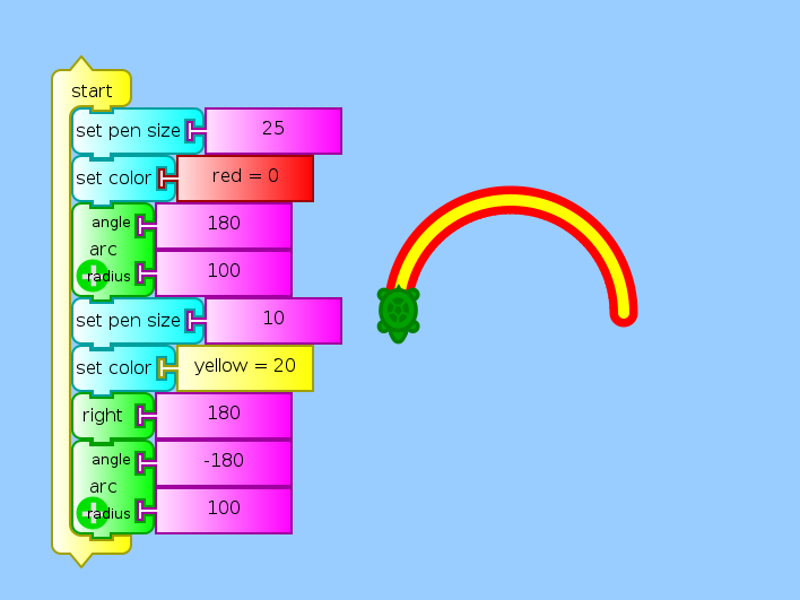 start
set pen size 25
set color red = 0
angle 180
arc
radius 100
set pen size 10
set color yellow = 20
right 180
angle -180
arc
radius 100